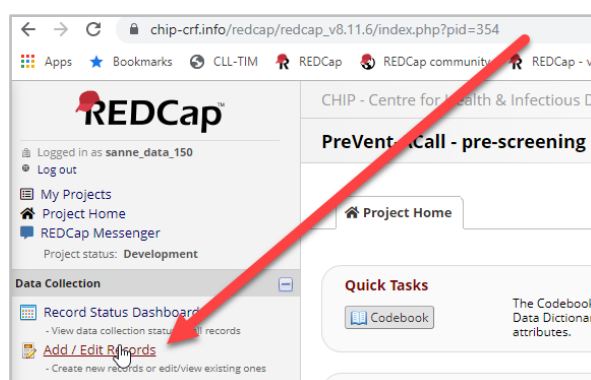 chip-crf.info/redcap/redcap_v8.11.6/index.php?pid=354
Apps Bookmarks CLL-TIM REDCap REDCap community REDCap - v
REDCap
Logged in as sanne_data_150
Log out
My Projects
Project Home
REDCap Messenger
Project status: Development
Data Collection
Record Status Dashboard
- View data collection status all records
Add / Edit Records
- Create new records or edit/view existing ones
CHIP - Centre for Health & Infectious D
PreVent-ACall - pre-screening
Project Home
Quick Tasks
Codebook
The Codebook
Data Dictiona
attributes.